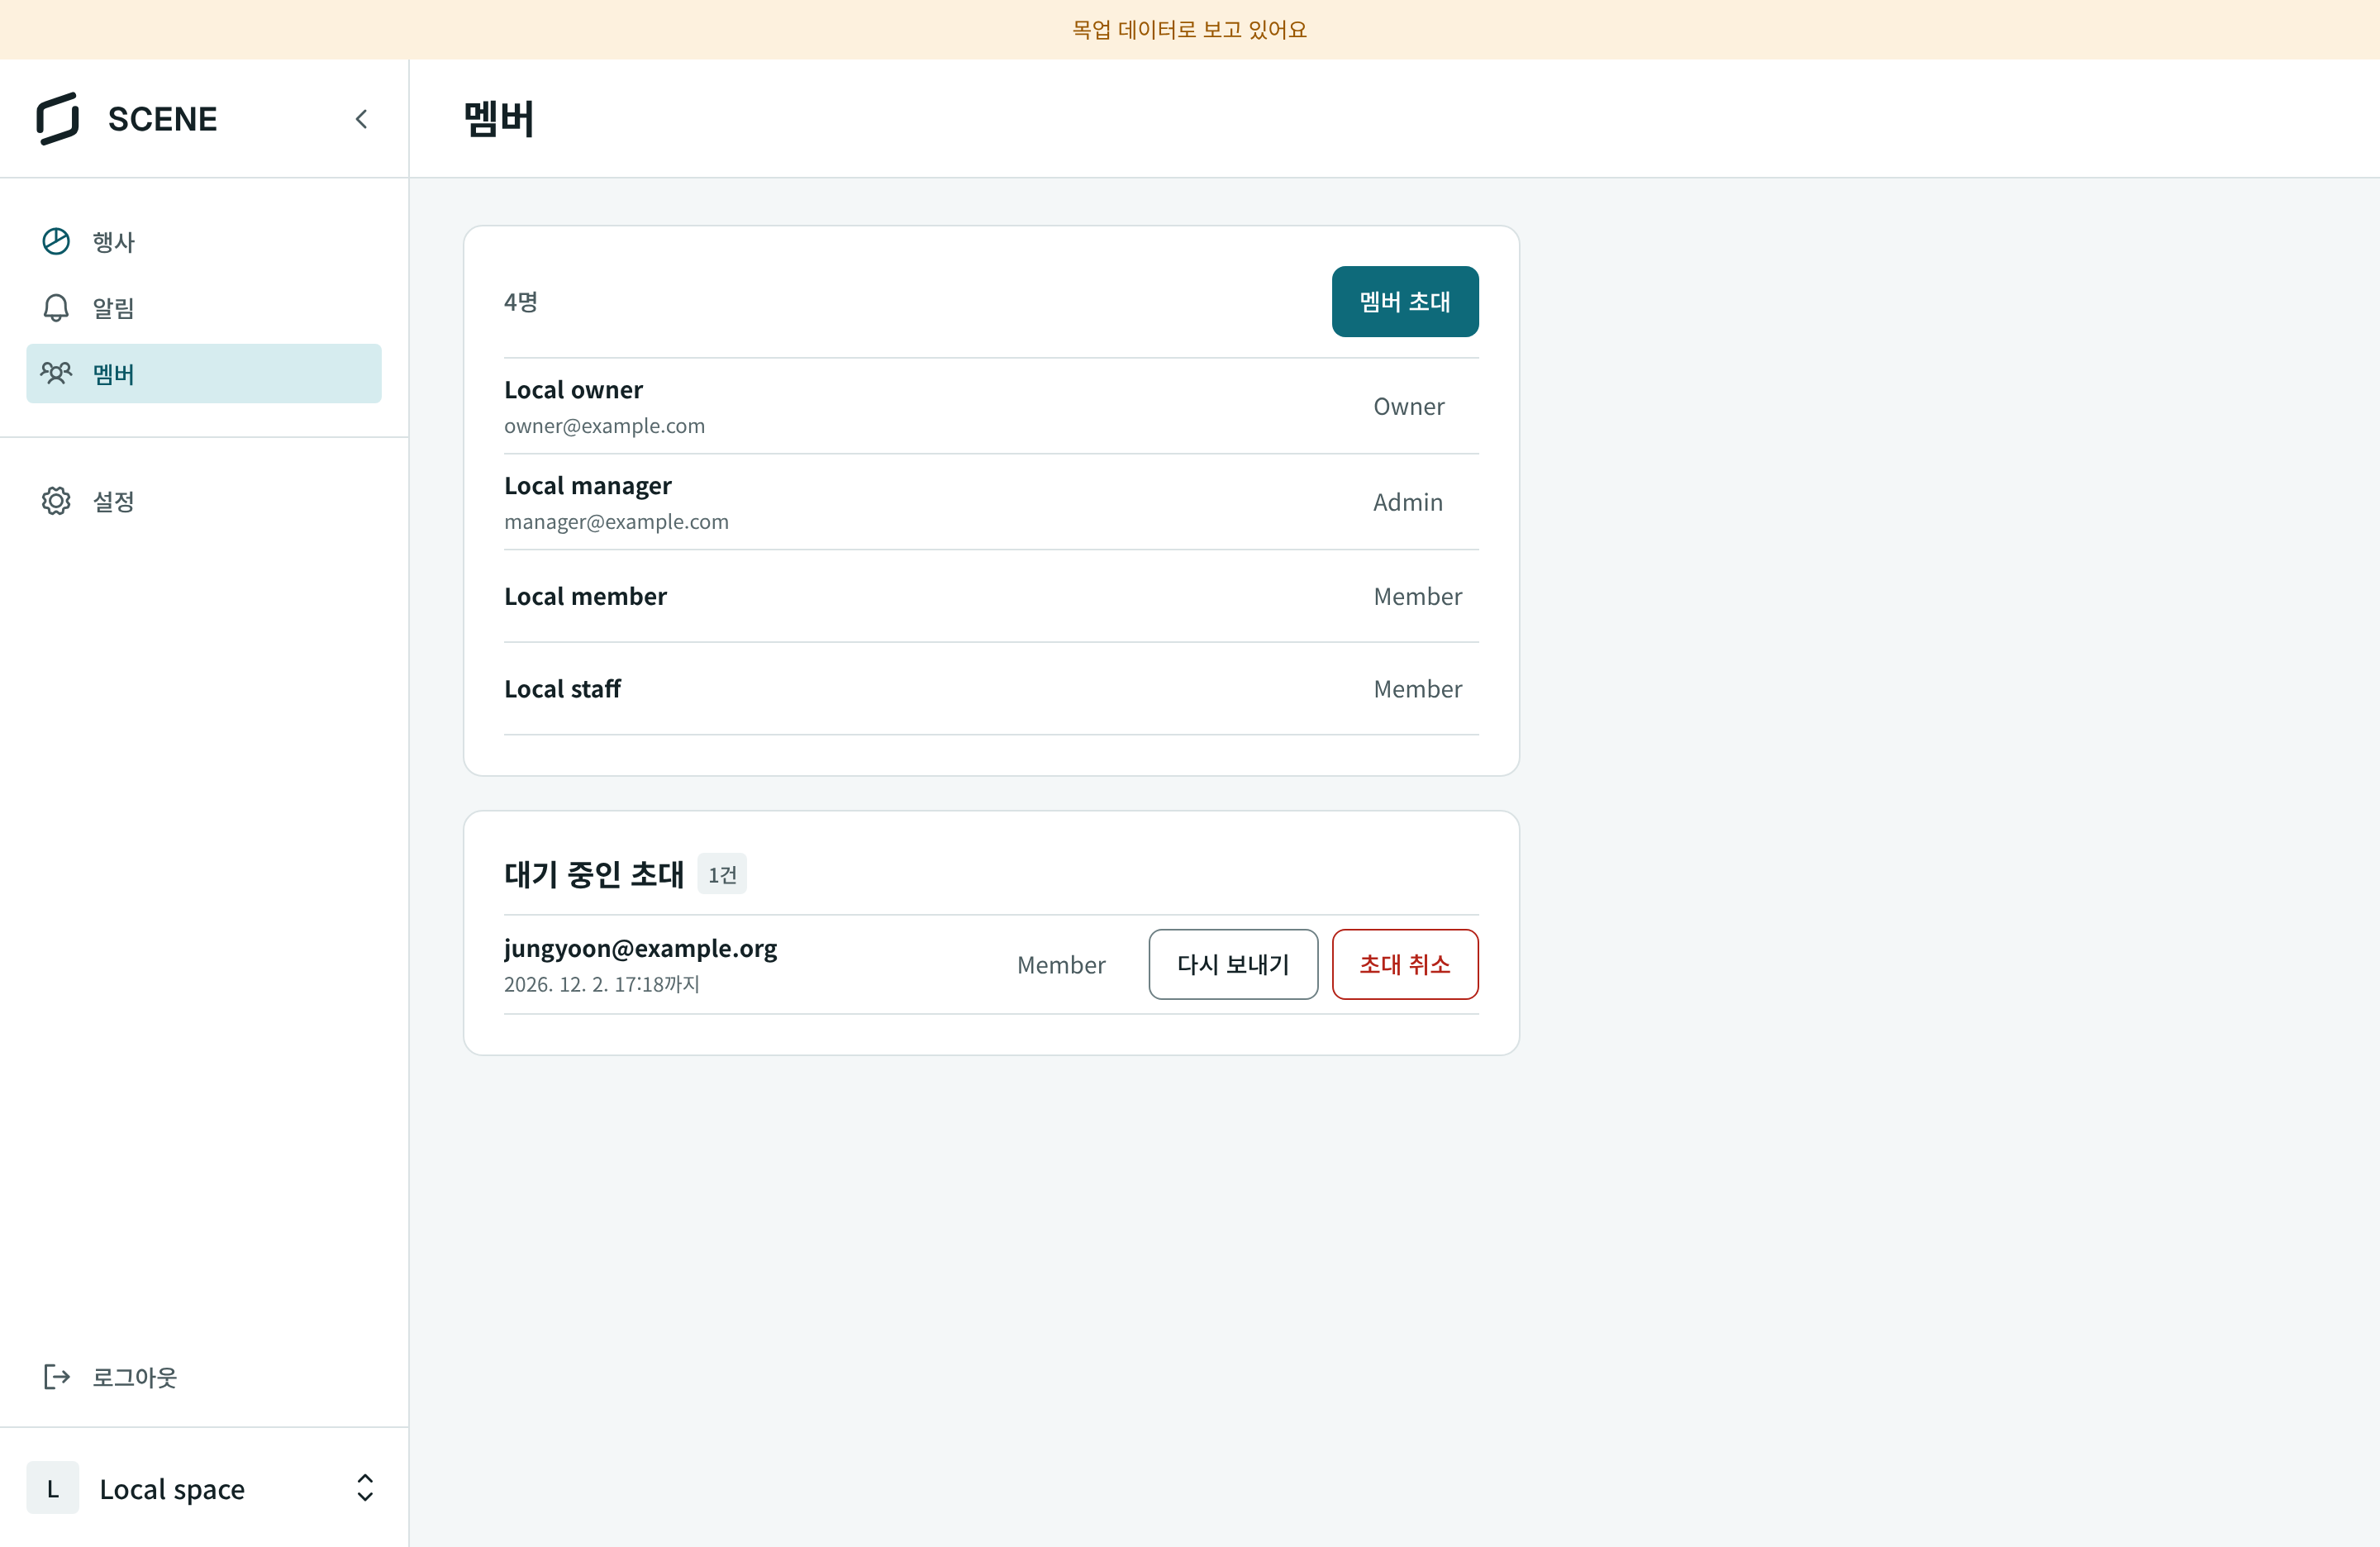 목업 데이터로 보고 있어요
SCENE
멤버
행사
알림
멤버
설정
4명
멤버 초대
Local owner
owner@example.com
Owner
Local manager
manager@example.com
Admin
Local member
Member
Local staff
Member
대기 중인 초대 1건
jungyoon@example.org
2026. 12. 2. 17:18까지
Member
다시 보내기
초대 취소
로그아웃
L Local space